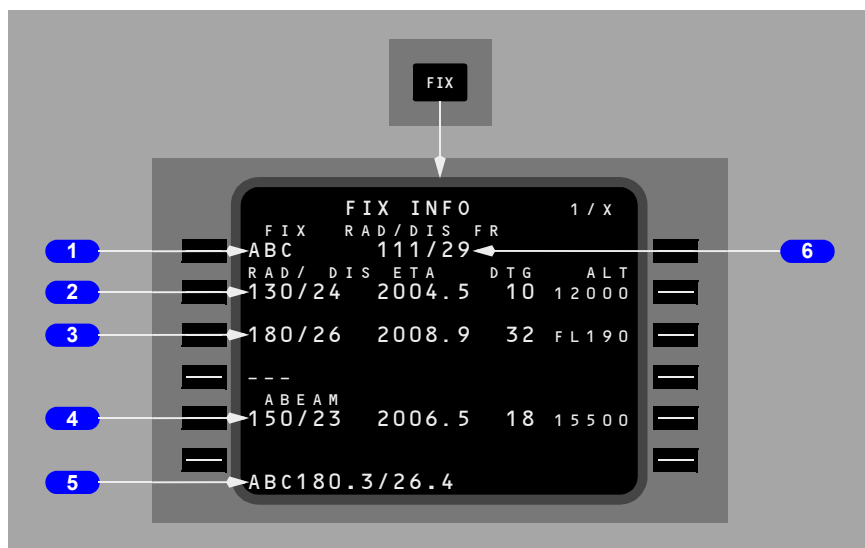 FIX
FIX INFO 1/X
FIX RAD/DIS FR
1 ABC 111/29 6
RAD/ DIS ETA DTG ALT
2 130/24 2004.5 10 12000
3 180/26 2008.9 32 FL190
---
ABEAM
4 150/23 2006.5 18 15500
5 ABC180.3/26.4